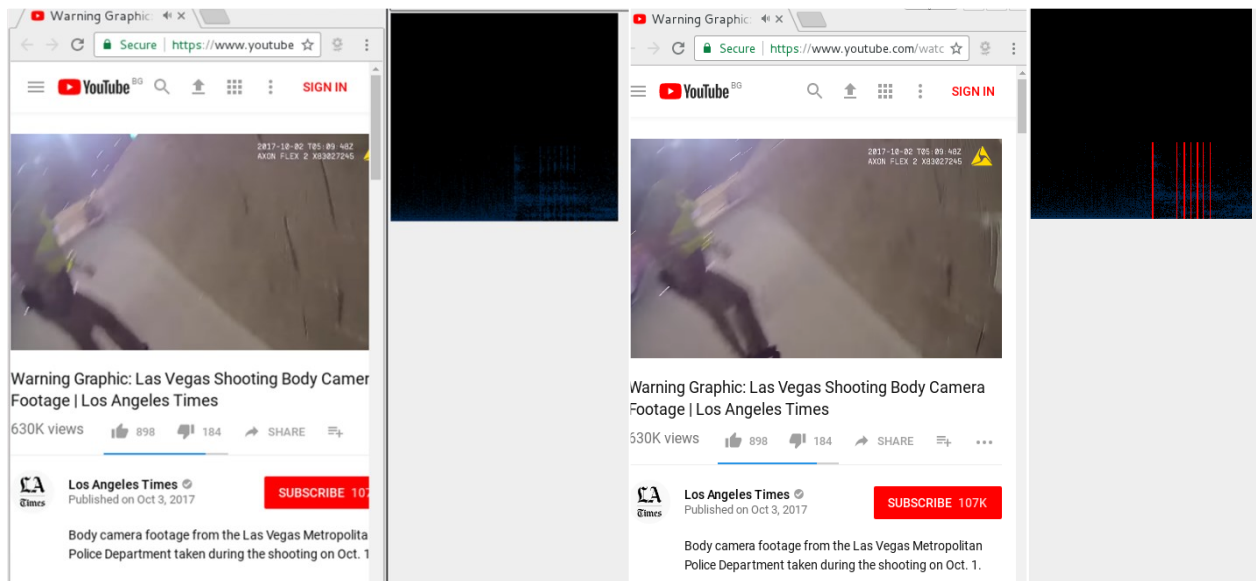 Warning Graphic:
Secure https://www.youtube
YouTube BG
SIGN IN
2017-10-02 T05:09:48Z
AXON FLEX 2 X83027245
Warning Graphic: Las Vegas Shooting Body Camer
Footage | Los Angeles Times
630K views 898 184 SHARE
LA Times
Los Angeles Times
Published on Oct 3, 2017
SUBSCRIBE 107
Body camera footage from the Las Vegas Metropolita
Police Department taken during the shooting on Oct. 1
Warning Graphic:
Secure https://www.youtube.com/watc
YouTube BG
SIGN IN
2017-10-02 T05:09:48Z
AXON FLEX 2 X83027245
Warning Graphic: Las Vegas Shooting Body Camera
Footage | Los Angeles Times
630K views 898 184 SHARE
LA Times
Los Angeles Times
Published on Oct 3, 2017
SUBSCRIBE 107K
Body camera footage from the Las Vegas Metropolitan
Police Department taken during the shooting on Oct. 1.